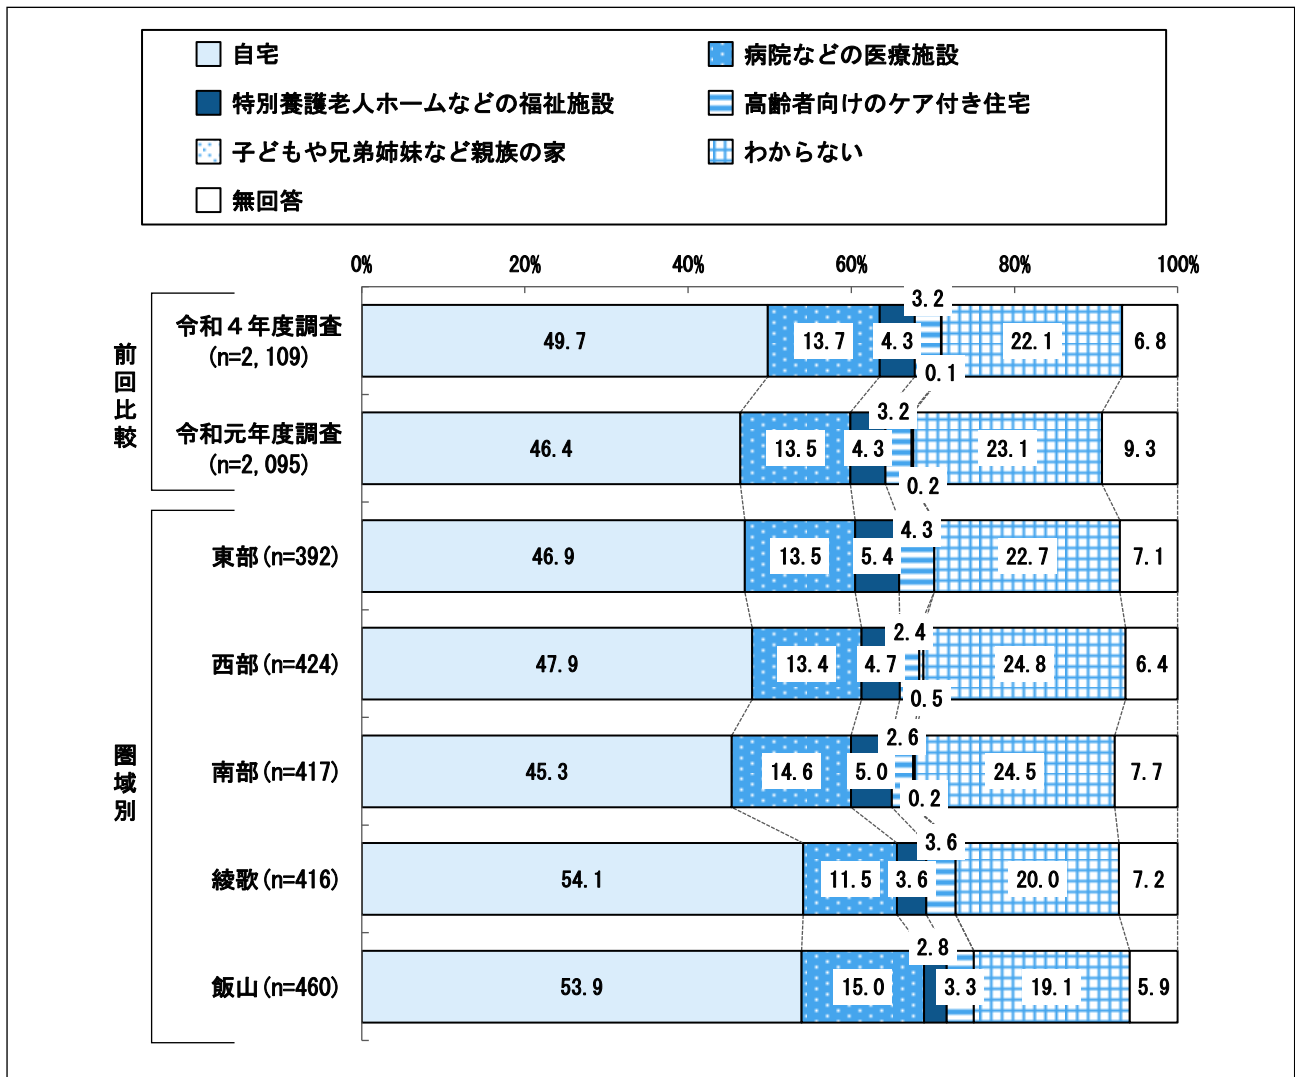 自宅
病院などの医療施設
特別養護老人ホームなどの福祉施設
高齢者向けのケア付き住宅
子どもや兄弟姉妹など親族の家
わからない
無回答
0% 20% 40% 60% 80% 100%
前回比較
令和４年度調査
(n=2,109)
49.7 13.7 4.3 3.2 0.1 22.1 6.8
令和元年度調査
(n=2,095)
46.4 13.5 4.3 3.2 0.2 23.1 9.3
圏域別
東部(n=392)
46.9 13.5 5.4 4.3 22.7 7.1
西部(n=424)
47.9 13.4 4.7 2.4 0.5 24.8 6.4
南部(n=417)
45.3 14.6 5.0 2.6 0.2 24.5 7.7
綾歌(n=416)
54.1 11.5 3.6 3.6 20.0 7.2
飯山(n=460)
53.9 15.0 2.8 3.3 19.1 5.9